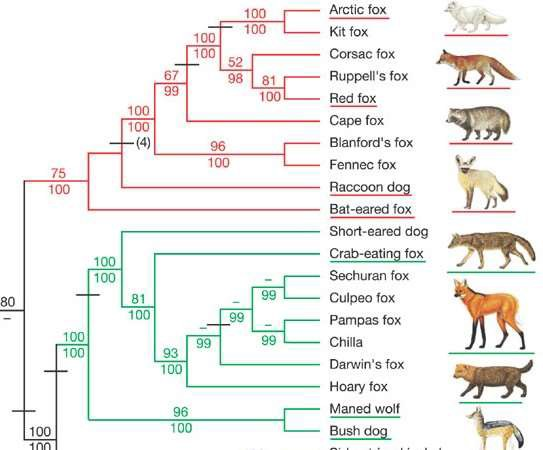 Arctic fox
100
100
Kit fox
100
100
Corsac fox
52
98
Ruppell's fox
81
100
Red fox
67
99
Cape fox
100
100
(4)
Blanford's fox
96
100
Fennec fox
75
100
Raccoon dog
Bat-eared fox
Short-eared dog
100
100
Crab-eating fox
Sechuran fox
–
99
Culpeo fox
81
100
–
99
80
–
Pampas fox
–
99
Chilla
–
99
100
100
93
100
Darwin's fox
Hoary fox
Maned wolf
96
100
Bush dog
100
100